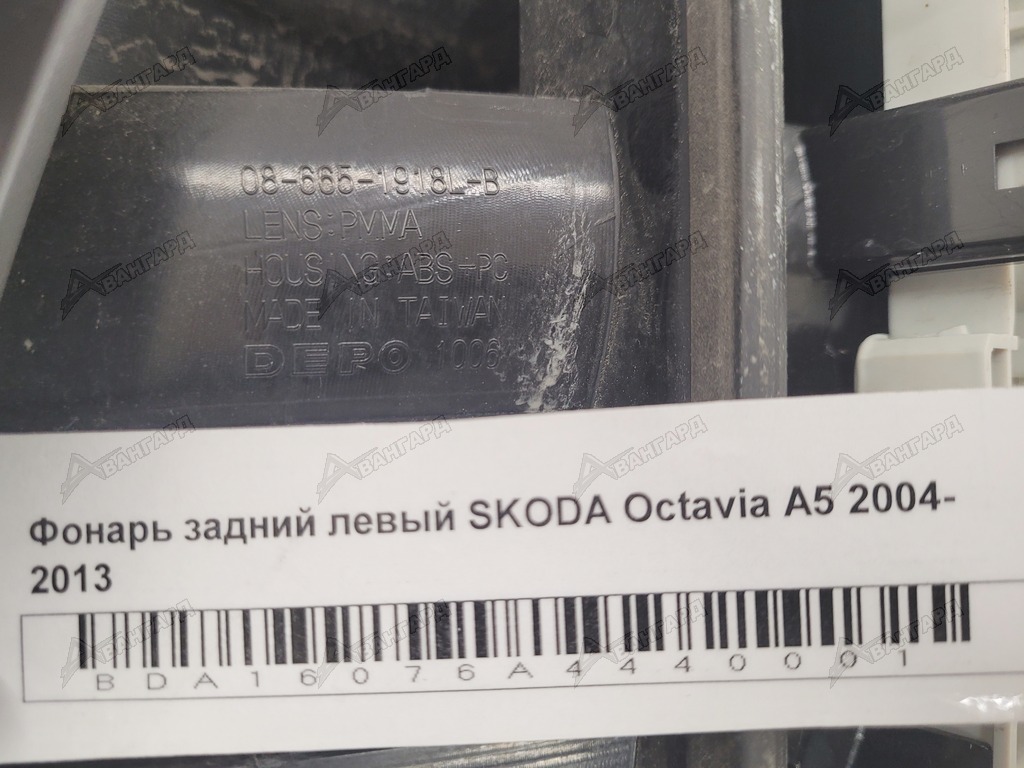 08-665-1918L-B
LENS:PMMA
HOUSING:ABS-PC
MADE IN TAIWAN
DEPO 1006
Фонарь задний левый SKODA Octavia A5 2004-
2013
BDA16076A4440001
АВАНГАРД